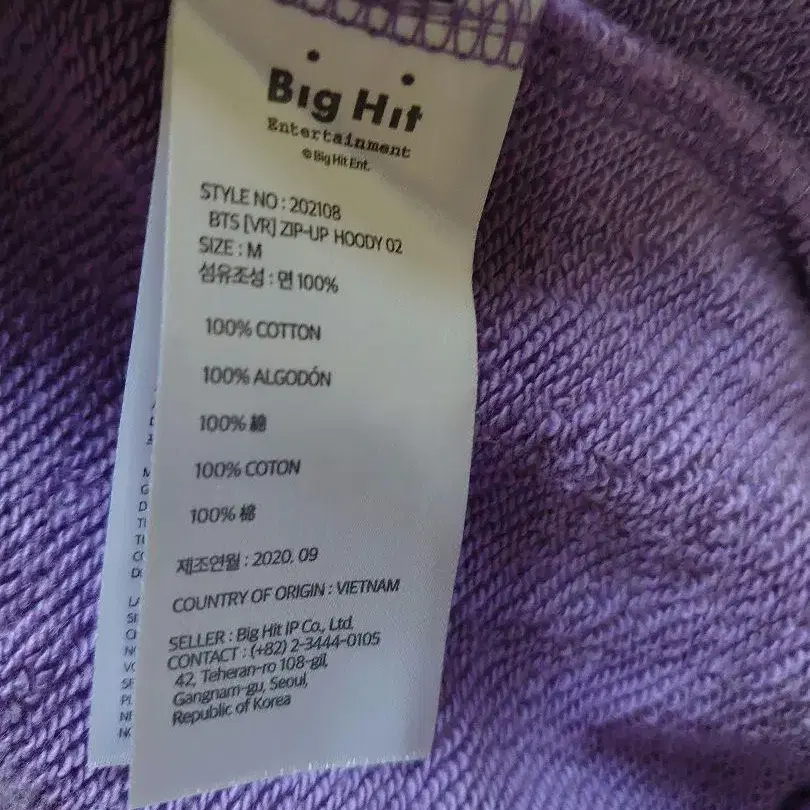 Big Hit
Entertainment
© Big Hit Ent.
STYLE NO : 202108
BTS [VR] ZIP-UP HOODY 02
SIZE : M
섬유조성 : 면 100%
100% COTTON
100% ALGODÓN
100% 綿
100% COTON
100% 棉
제조연월 : 2020. 09
COUNTRY OF ORIGIN : VIETNAM
SELLER : Big Hit IP Co., Ltd.
CONTACT : (+82) 2-3444-0105
42, Teheran-ro 108-gil,
Gangnam-gu, Seoul,
Republic of Korea